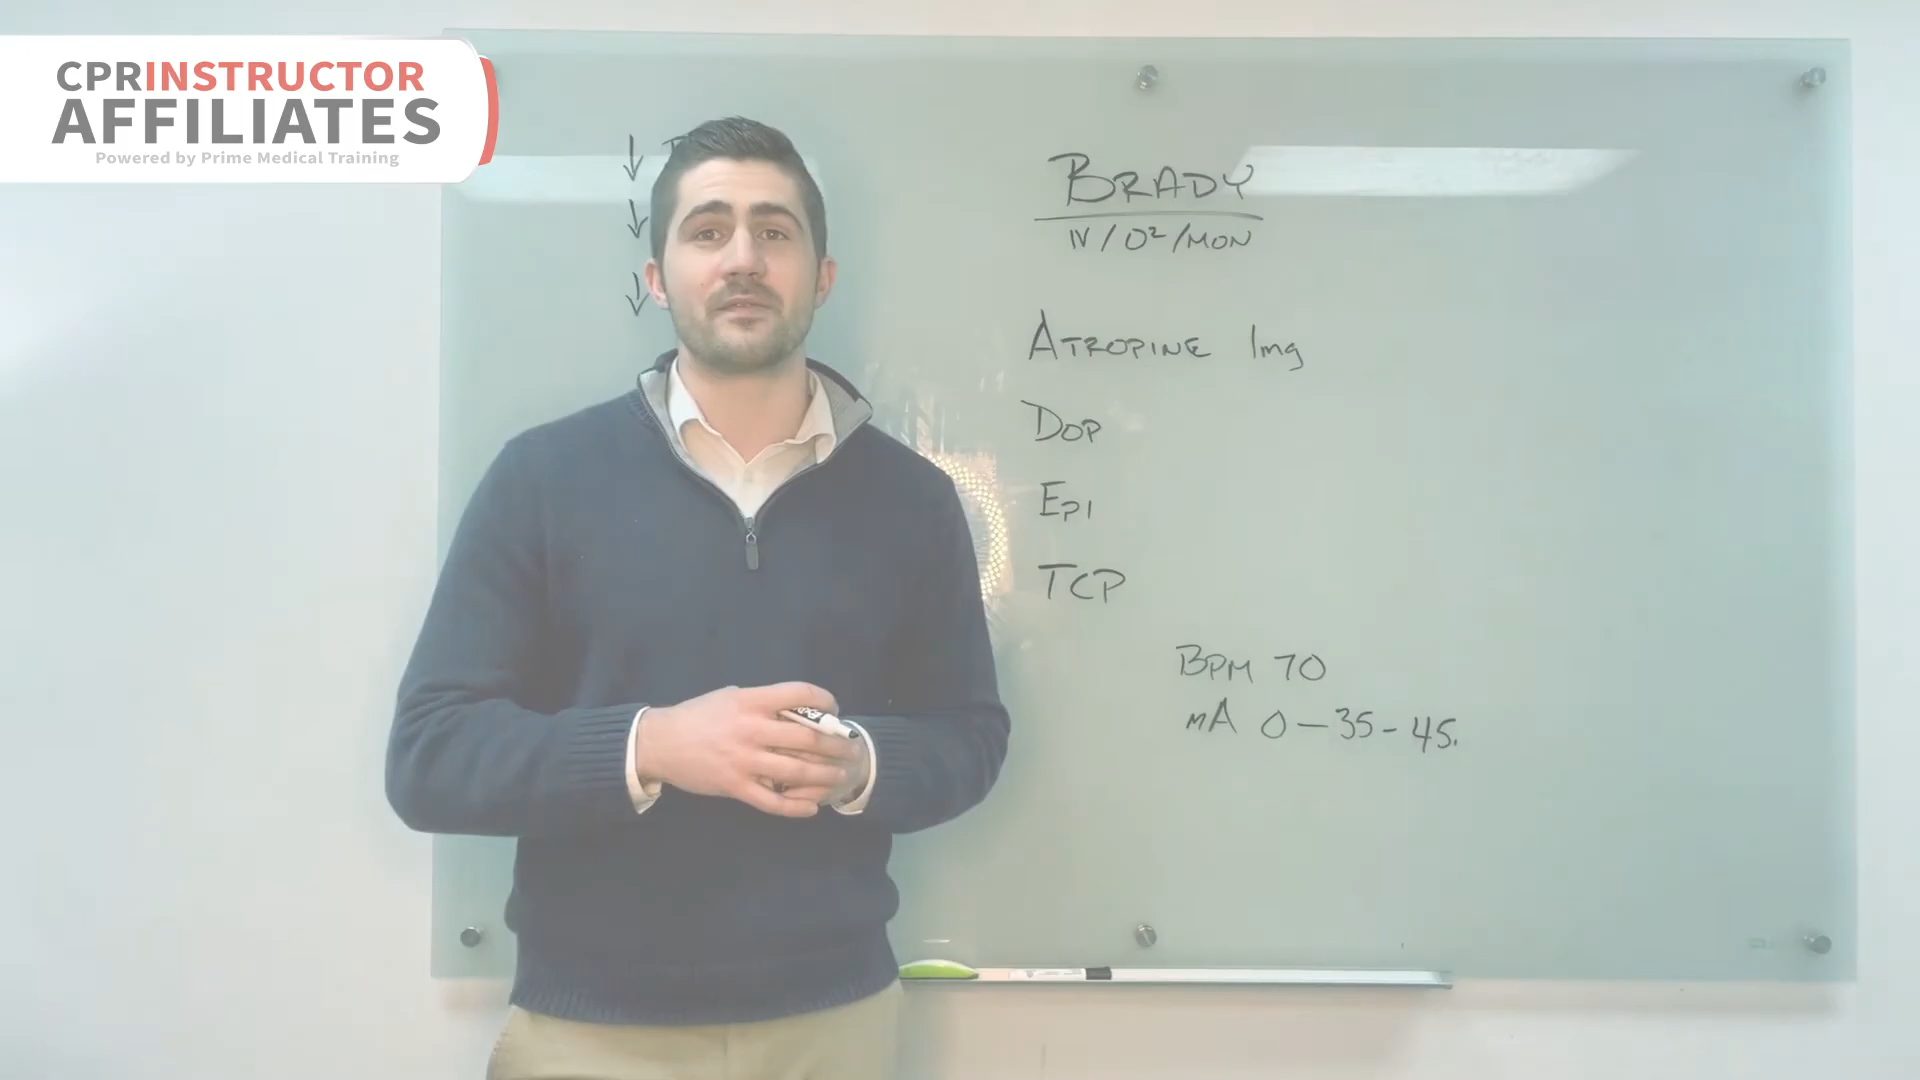 CPRINSTRUCTOR
AFFILIATES
Powered by Prime Medical Training
BRADY
IV / O² / MON
ATROPINE 1mg
DOP
EPI
TCP
BPM 70
mA 0 – 35 - 45.